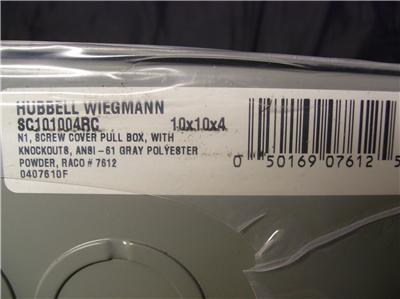 HUBBELL WIEGMANN
SC101004RC 10x10x4
N1, SCREW COVER PULL BOX, WITH
KNOCKOUTS, ANSI-61 GRAY POLYESTER
POWDER, RACO # 7612
0407610F
0 50169 07612 5